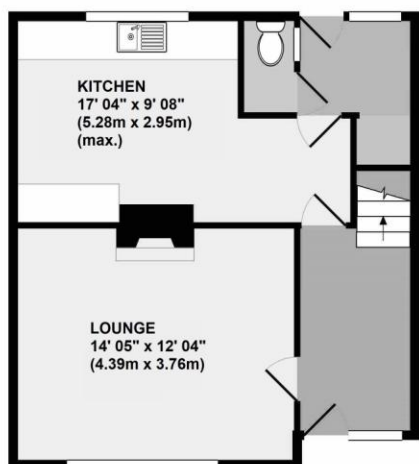 KITCHEN
17' 04" x 9' 08"
(5.28m x 2.95m)
(max.)
LOUNGE
14' 05" x 12' 04"
(4.39m x 3.76m)